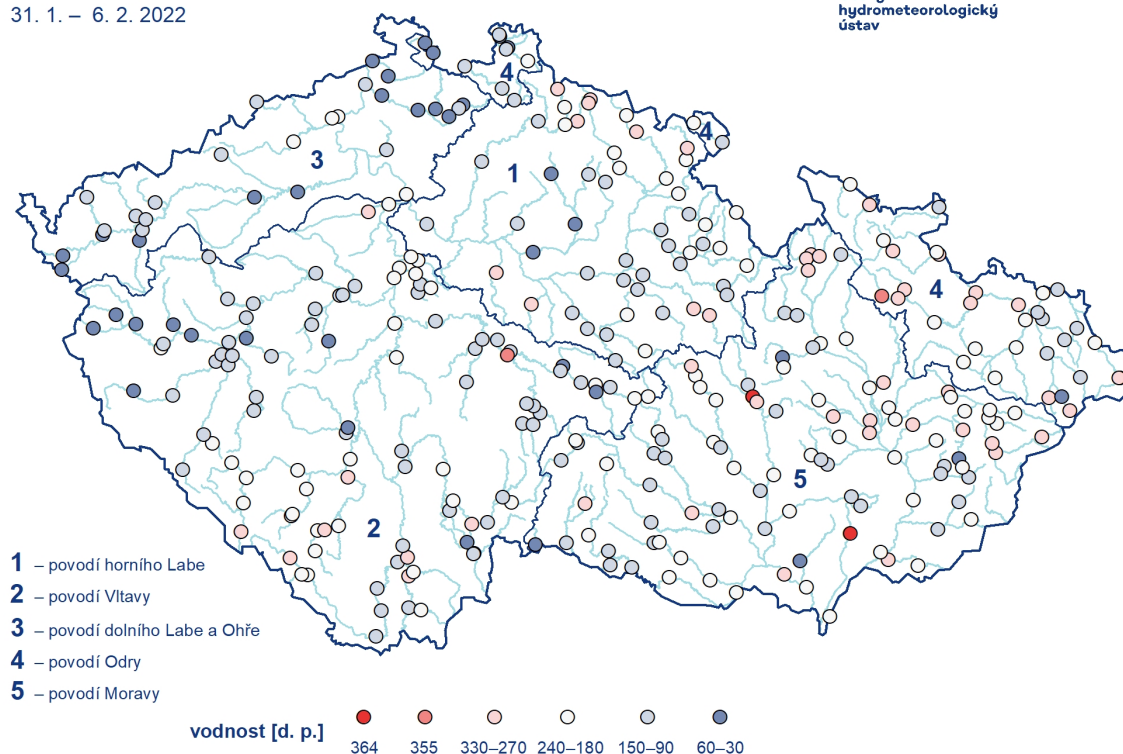 31. 1. – 6. 2. 2022
hydrometeorologický
ústav
4
4
3
1
4
5
2
1 – povodí horního Labe
2 – povodí Vltavy
3 – povodí dolního Labe a Ohře
4 – povodí Odry
5 – povodí Moravy
vodnost [d. p.]
364 355 330–270 240–180 150–90 60–30